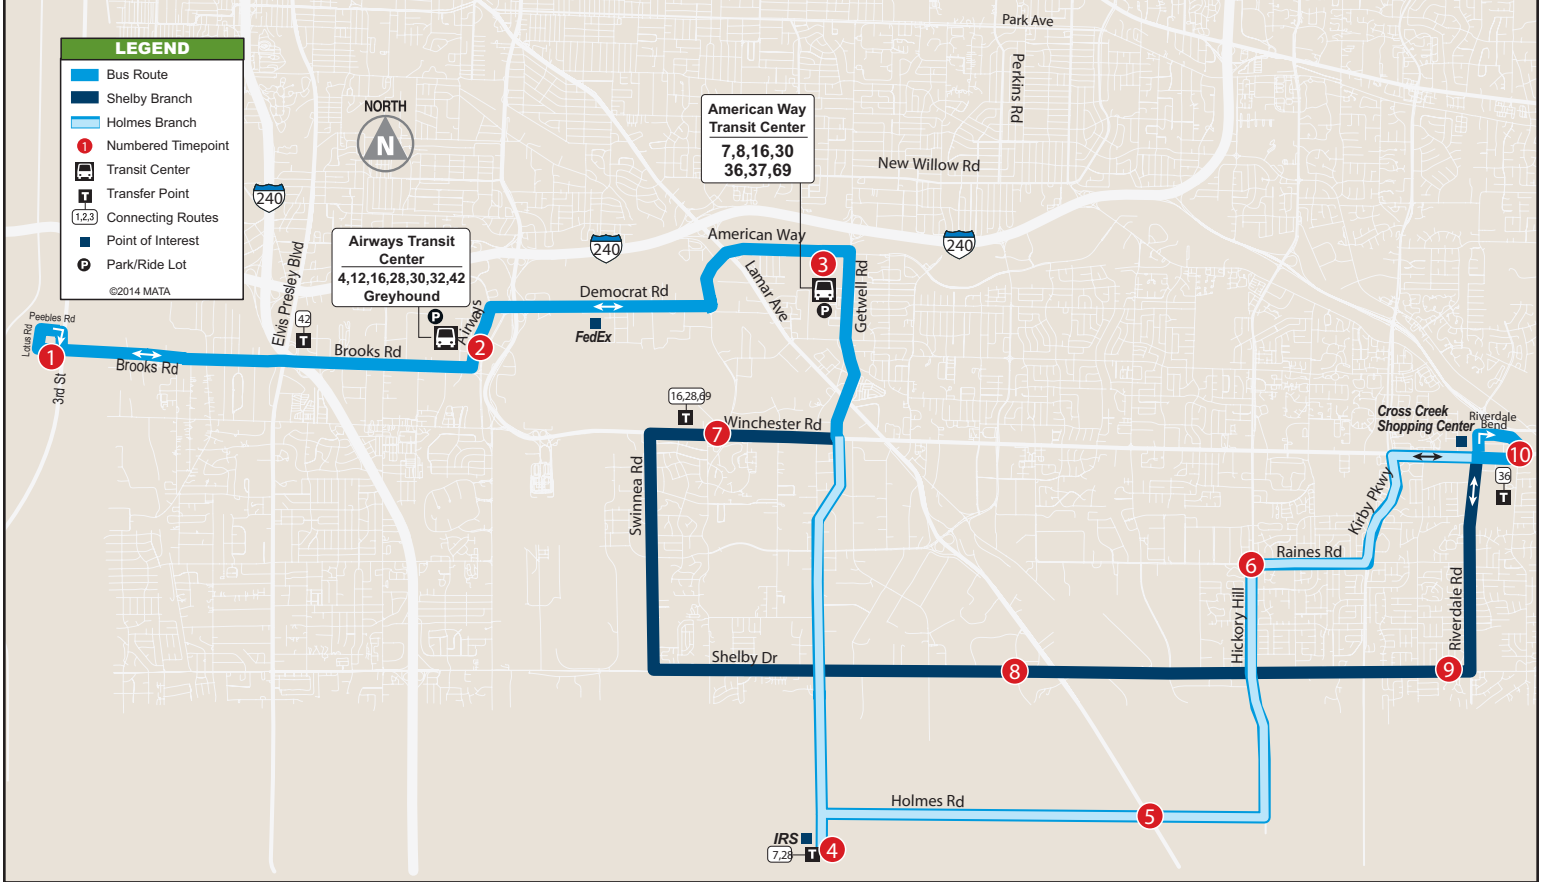 Park Ave
LEGEND
Bus Route
Shelby Branch
Holmes Branch
1 Numbered Timepoint
Transit Center
T Transfer Point
1,2,3 Connecting Routes
Point of Interest
P Park/Ride Lot
©2014 MATA
NORTH
N
Perkins Rd
American Way
Transit Center
7,8,16,30
36,37,69
New Willow Rd
240
240
240
American Way
Airways Transit
Center
4,12,16,28,30,32,42
Greyhound
Elvis Presley Blvd
3
P
Getwell Rd
Lamar Ave
Democrat Rd
FedEx
P
Airways
2
42
T
Peebles Rd
Lotus Rd
1
Brooks Rd
Brooks Rd
3rd St
16,28,69
T
7
Winchester Rd
Swinnea Rd
Cross Creek
Shopping Center
Riverdale
Bend
10
36
T
Kirby Pkwy
Raines Rd
6
Hickory Hill
Riverdale Rd
Shelby Dr
8
9
Holmes Rd
5
IRS
7,28
T
4